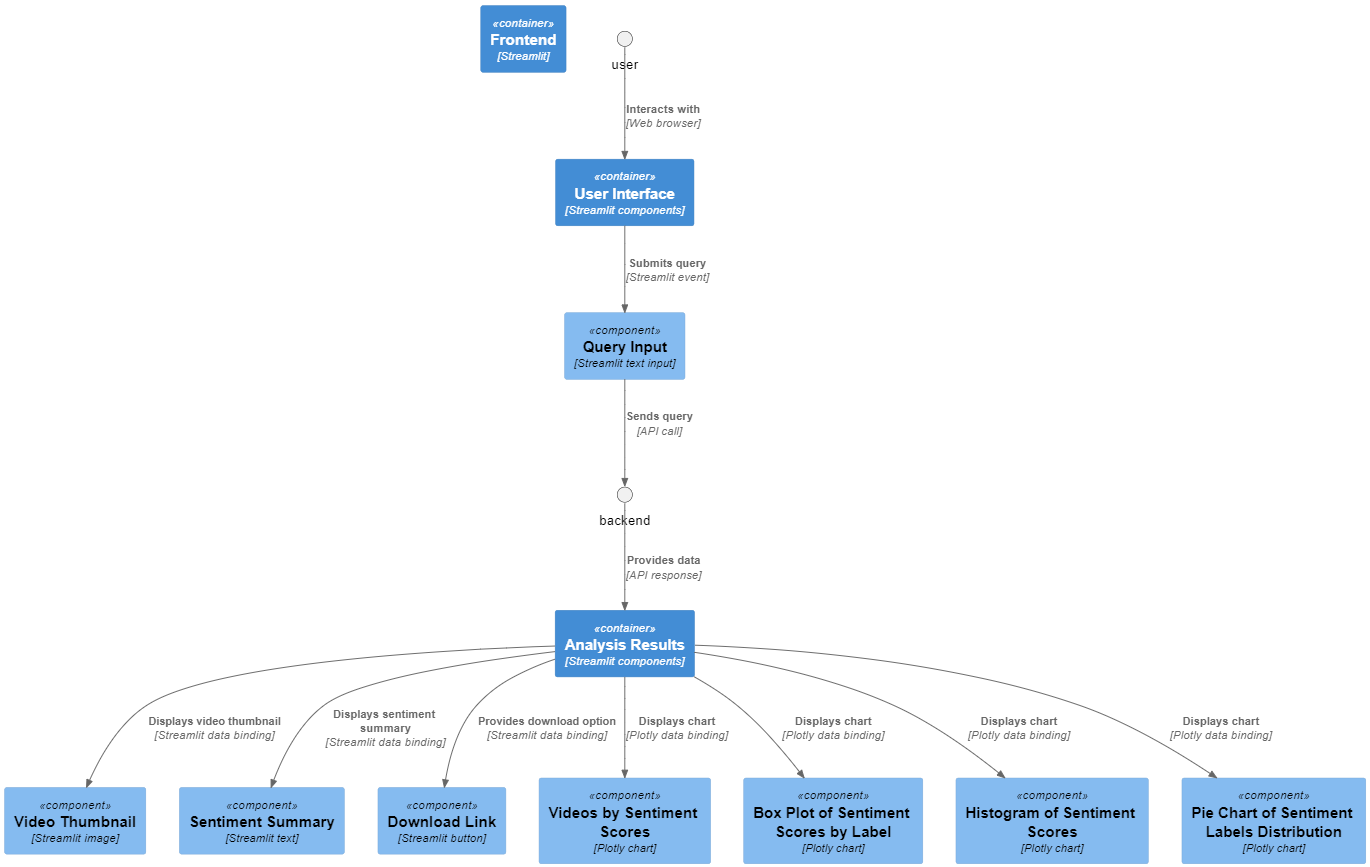 «container»
Frontend
[Streamlit]
user
Interacts with
[Web browser]
«container»
User Interface
[Streamlit components]
Submits query
[Streamlit event]
«component»
Query Input
[Streamlit text input]
Sends query
[API call]
backend
Provides data
[API response]
«container»
Analysis Results
[Streamlit components]
Displays video thumbnail
[Streamlit data binding]
Displays sentiment
summary
[Streamlit data binding]
Provides download option
[Streamlit data binding]
Displays chart
[Plotly data binding]
Displays chart
[Plotly data binding]
Displays chart
[Plotly data binding]
Displays chart
[Plotly data binding]
«component»
Video Thumbnail
[Streamlit image]
«component»
Sentiment Summary
[Streamlit text]
«component»
Download Link
[Streamlit button]
«component»
Videos by Sentiment
Scores
[Plotly chart]
«component»
Box Plot of Sentiment
Scores by Label
[Plotly chart]
«component»
Histogram of Sentiment
Scores
[Plotly chart]
«component»
Pie Chart of Sentiment
Labels Distribution
[Plotly chart]